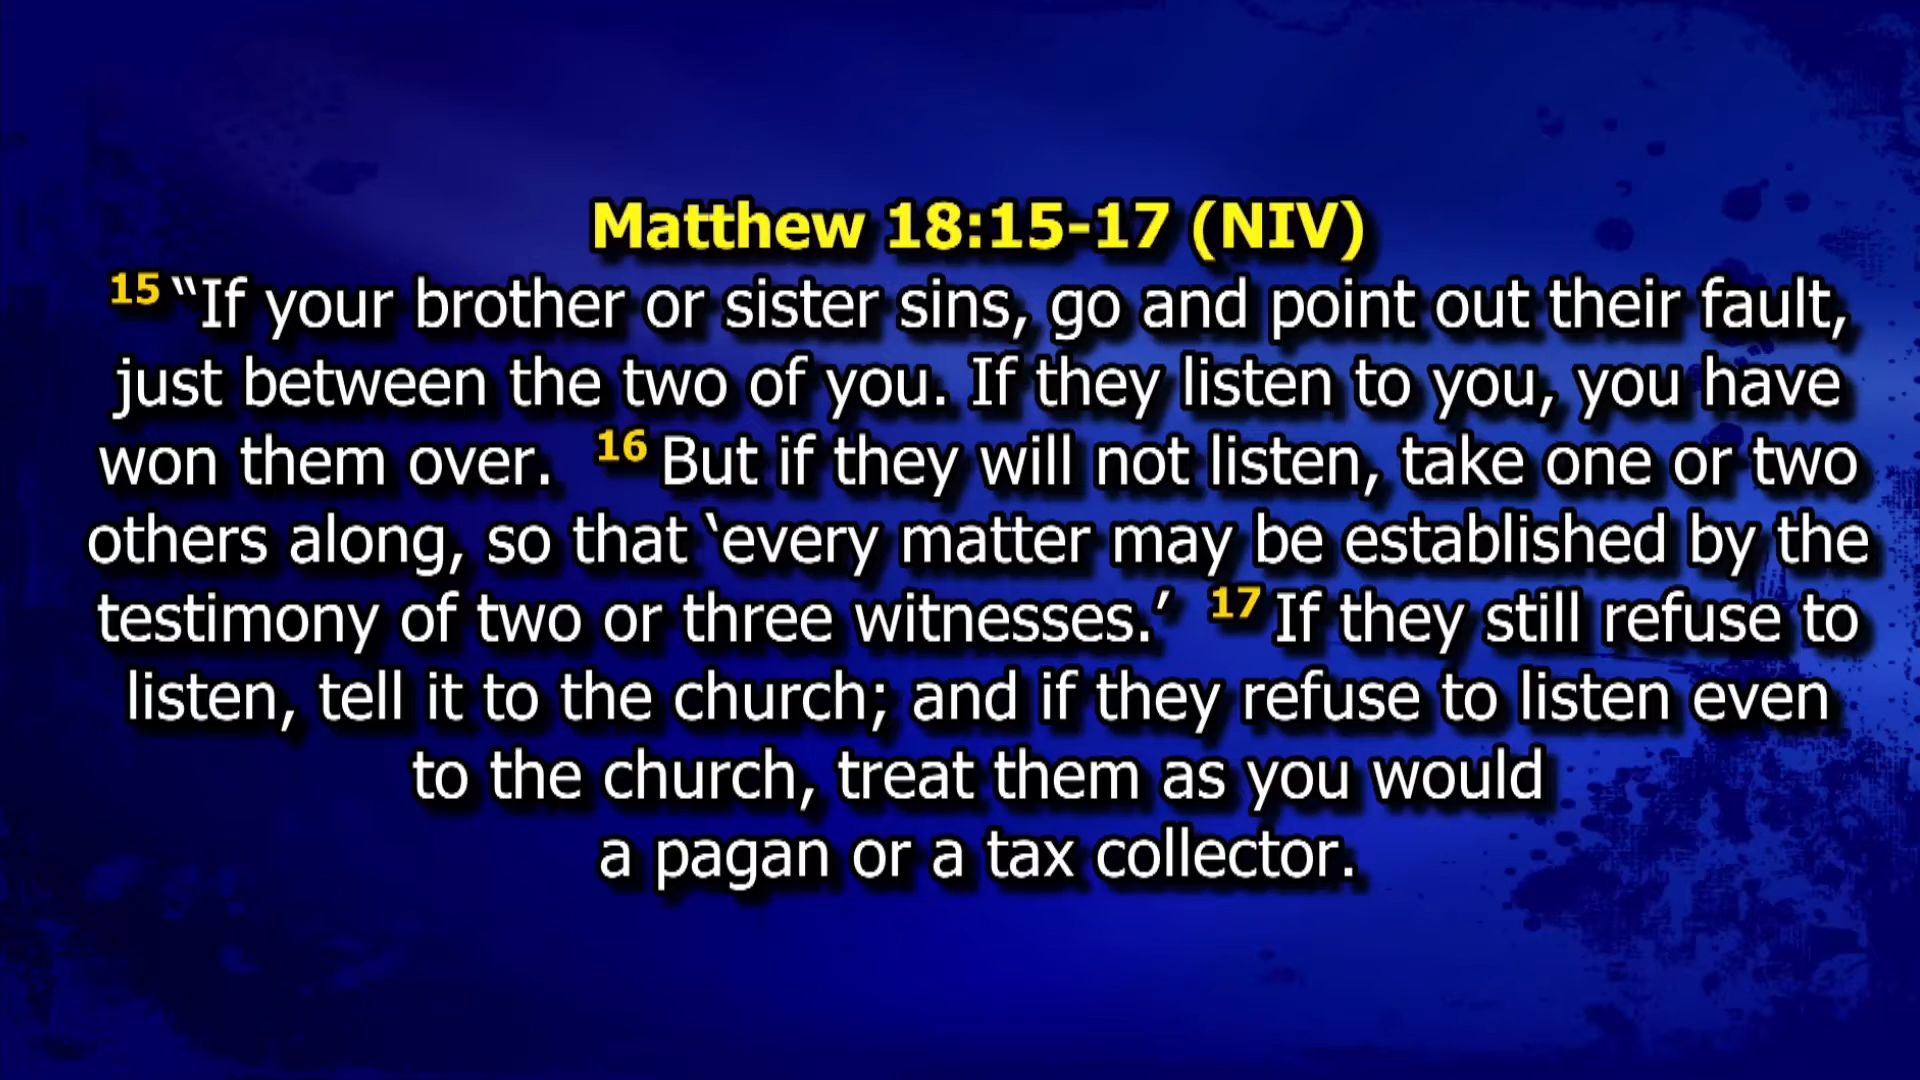 Matthew 18:15-17 (NIV)
15 “If your brother or sister sins, go and point out their fault,
just between the two of you. If they listen to you, you have
won them over. 16 But if they will not listen, take one or two
others along, so that ‘every matter may be established by the
testimony of two or three witnesses.’ 17 If they still refuse to
listen, tell it to the church; and if they refuse to listen even
to the church, treat them as you would
a pagan or a tax collector.